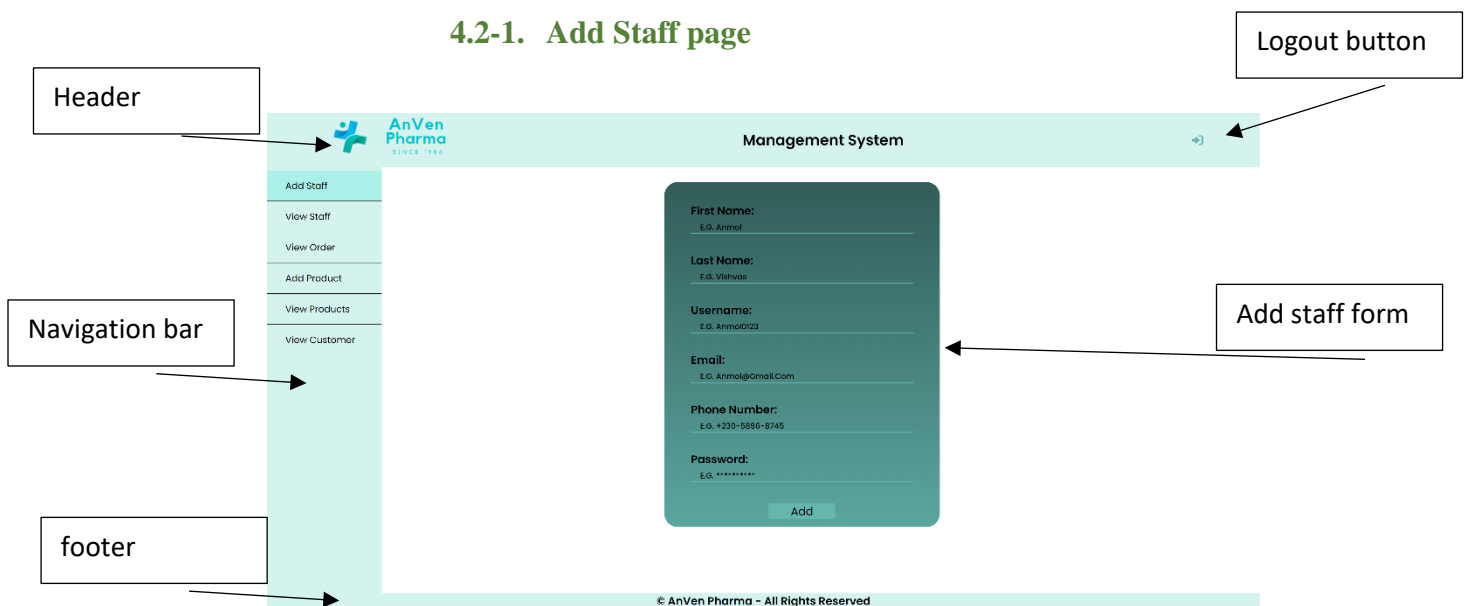 4.2-1. Add Staff page
Logout button
Header
AnVen
Pharma
SINCE 1986
Management System
Add Staff
View Staff
View Order
Add Product
View Products
View Customer
First Name:
E.G. Anmol
Last Name:
E.G. Vishvas
Username:
E.G. Anmol0123
Email:
E.G. Anmol@Gmail.Com
Phone Number:
E.G. +230-5896-8745
Password:
E.G. **********
Add
Navigation bar
Add staff form
footer
© AnVen Pharma - All Rights Reserved